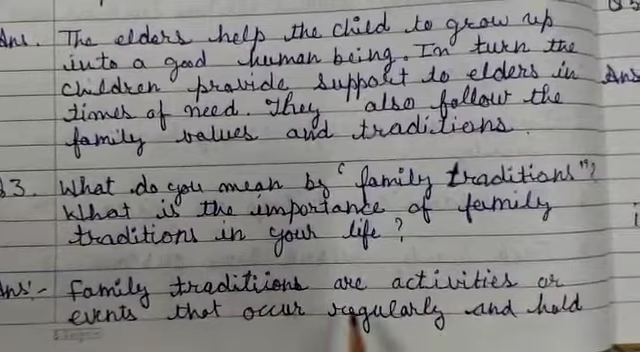 Ans. The elders help the child to grow up
into a good human being. In turn the
children provide support to elders in
times of need. They also follow the
family values and traditions.
Q3. What do you mean by "family traditions"?
What is the importance of family
traditions in your life?
Ans:- Family traditions are activities or
events that occur regularly and hold
Ans